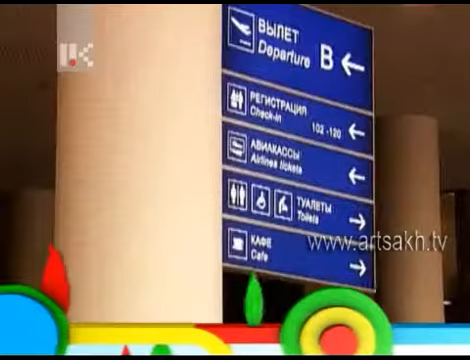 ВЫЛЕТ
Departure B ←
РЕГИСТРАЦИЯ
Check-in 102 -120 ←
АВИАКАССЫ
Airlines tickets ←
ТУАЛЕТЫ
Toilets →
КАФЕ
Cafe →
www.artsakh.tv